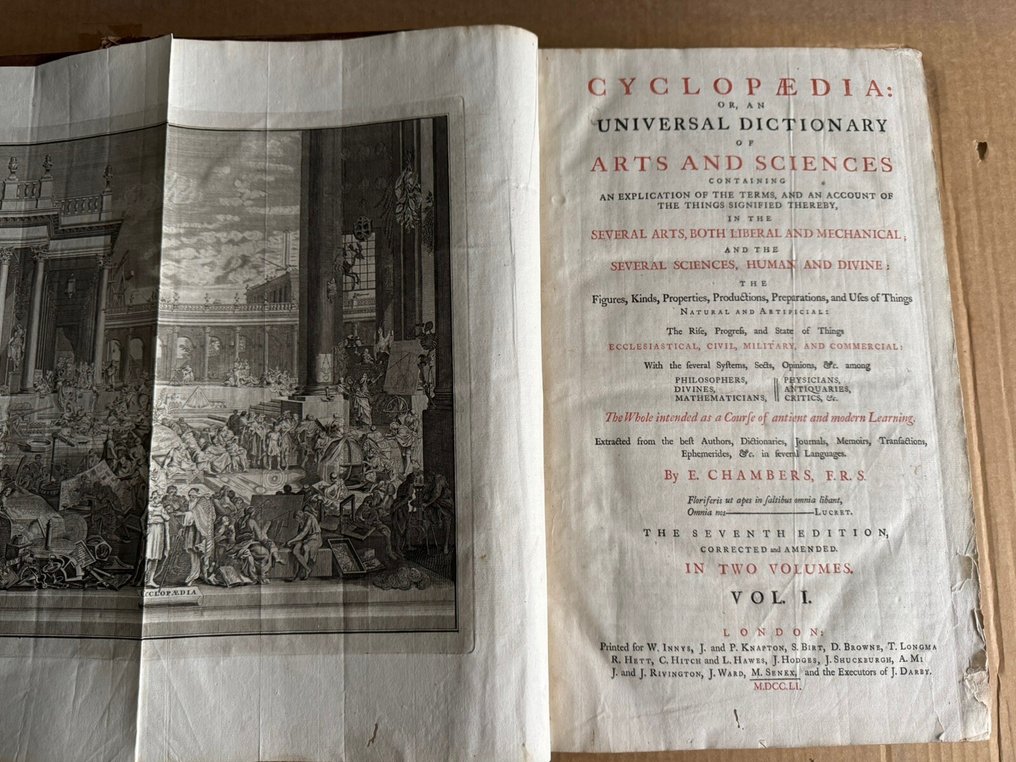 CYCLOPÆDIA
CYCLOPÆDIA:
OR, AN
UNIVERSAL DICTIONARY
OF
ARTS AND SCIENCES
CONTAINING
AN EXPLICATION OF THE TERMS, AND AN ACCOUNT OF
THE THINGS SIGNIFIED THEREBY,
IN THE
SEVERAL ARTS, BOTH LIBERAL AND MECHANICAL;
AND THE
SEVERAL SCIENCES, HUMAN AND DIVINE:
THE
Figures, Kinds, Properties, Productions, Preparations, and Uſes of Things
NATURAL AND ARTIFICIAL:
The Riſe, Progreſs, and State of Things
ECCLESIASTICAL, CIVIL, MILITARY, AND COMMERCIAL:
With the ſeveral Syſtems, Sects, Opinions, &c. among
PHILOSOPHERS, PHYSICIANS,
DIVINES, ANTIQUARIES,
MATHEMATICIANS, CRITICS, &c.
The Whole intended as a Courſe of antient and modern Learning.
Extracted from the beſt Authors, Dictionaries, Journals, Memoirs, Tranſactions,
Ephemerides, &c. in ſeveral Languages.
By E. CHAMBERS, F.R.S.
Floriferis ut apes in ſaltibus omnia libant,
Omnia nos—— LUCRET.
THE SEVENTH EDITION,
CORRECTED and AMENDED.
IN TWO VOLUMES.
VOL. I.
LONDON:
Printed for W. INNYS, J. and P. KNAPTON, S. BIRT, D. BROWNE, T. LONGMA
R. HETT, C. HITCH and L. HAWES, J. HODGES, J. SHUCKBURGH, A. MI
J. and J. RIVINGTON, J. WARD, M. SENEX, and the Executors of J. DARBY.
M.DCC.LI.